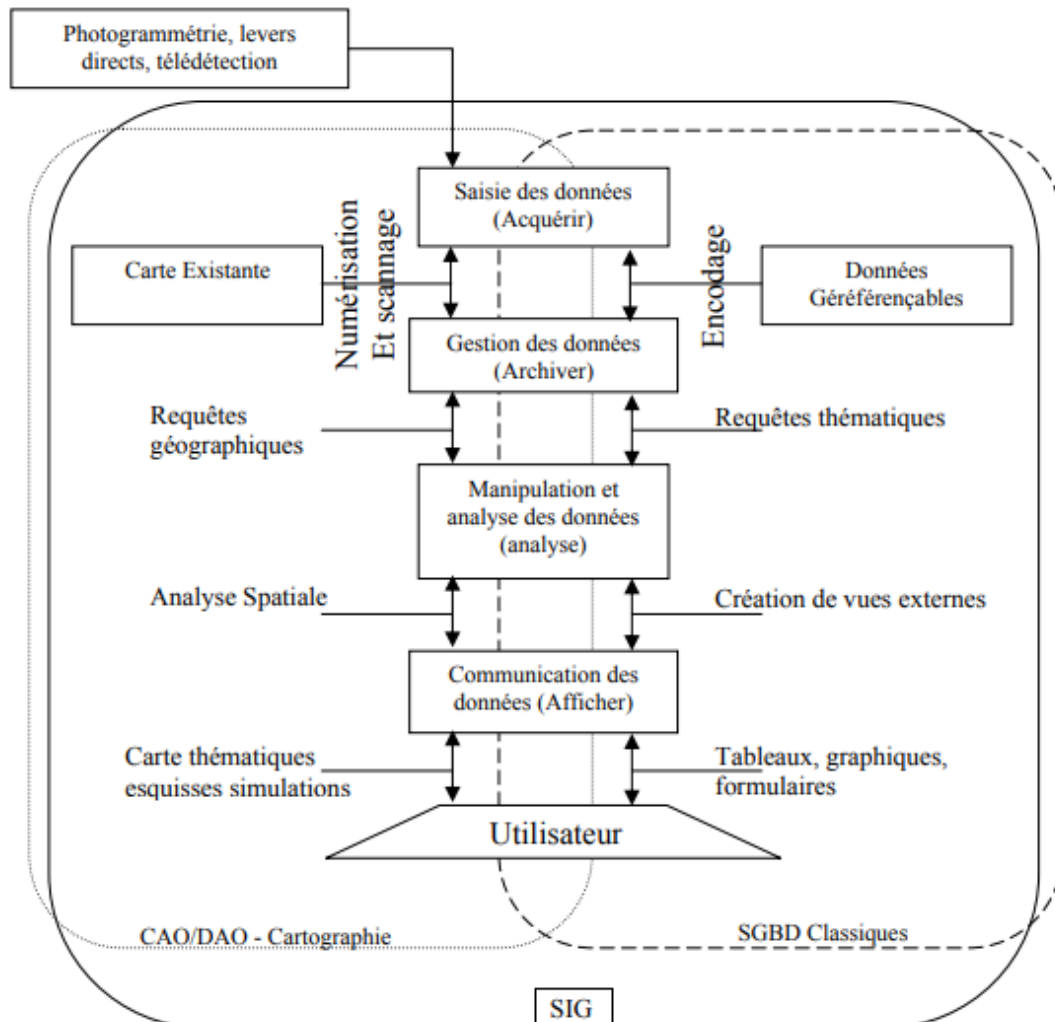 Photogrammétrie, levers
directs, télédétection
Saisie des données
(Acquérir)
Carte Existante
Numérisation
Et scannage
Encodage
Données
Géréférençables
Gestion des données
(Archiver)
Requêtes
géographiques
Requêtes thématiques
Manipulation et
analyse des données
(analyse)
Analyse Spatiale
Création de vues externes
Communication des
données (Afficher)
Carte thématiques
esquisses simulations
Tableaux, graphiques,
formulaires
Utilisateur
CAO/DAO - Cartographie
SGBD Classiques
SIG